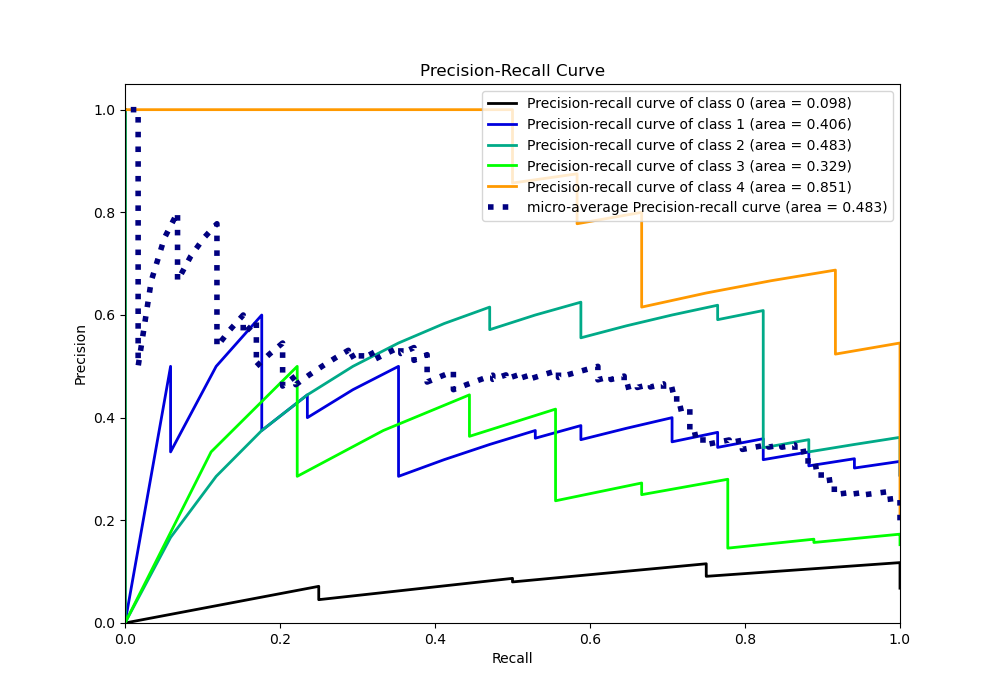 Precision-Recall Curve
Precision-recall curve of class 0 (area = 0.098)
Precision-recall curve of class 1 (area = 0.406)
Precision-recall curve of class 2 (area = 0.483)
Precision-recall curve of class 3 (area = 0.329)
Precision-recall curve of class 4 (area = 0.851)
micro-average Precision-recall curve (area = 0.483)
Precision
1.0
0.8
0.6
0.4
0.2
0.0
0.0 0.2 0.4 0.6 0.8 1.0
Recall